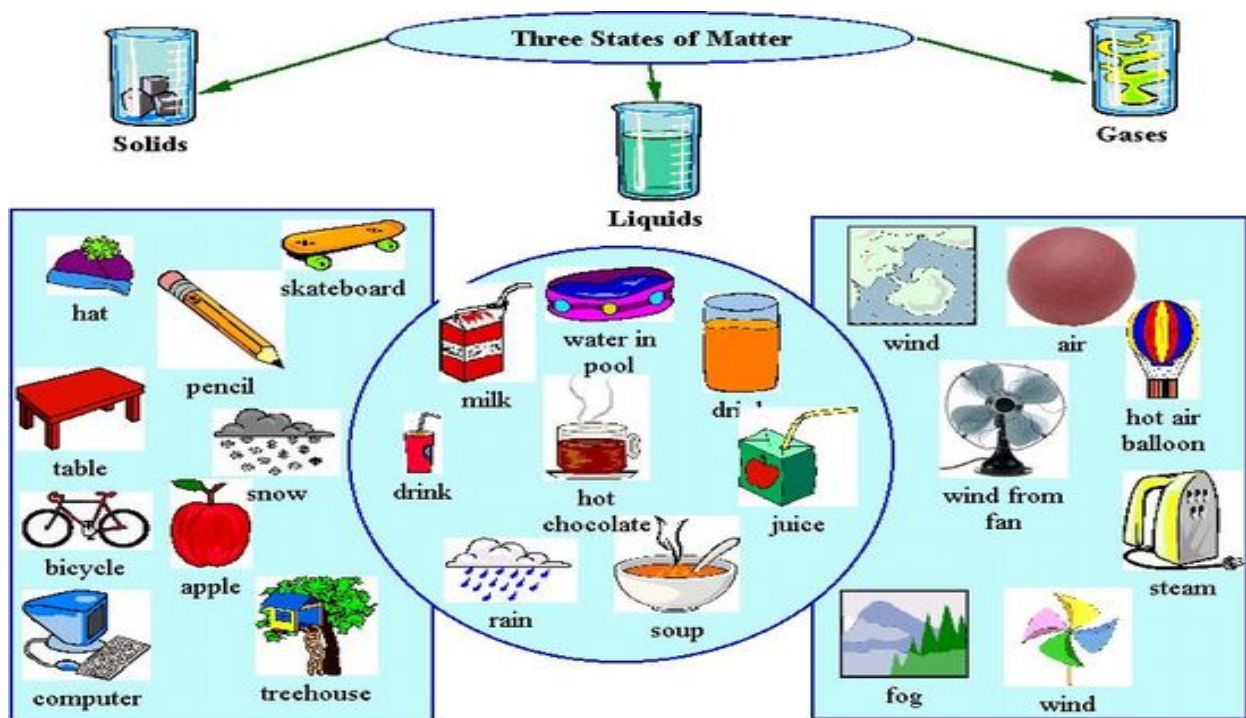 Three States of Matter
Solids
Liquids
Gases
hat
skateboard
pencil
table
snow
bicycle
apple
computer
treehouse
milk
water in
pool
drink
hot
chocolate
juice
rain
soup
wind
air
hot air
balloon
wind from
fan
steam
fog
wind